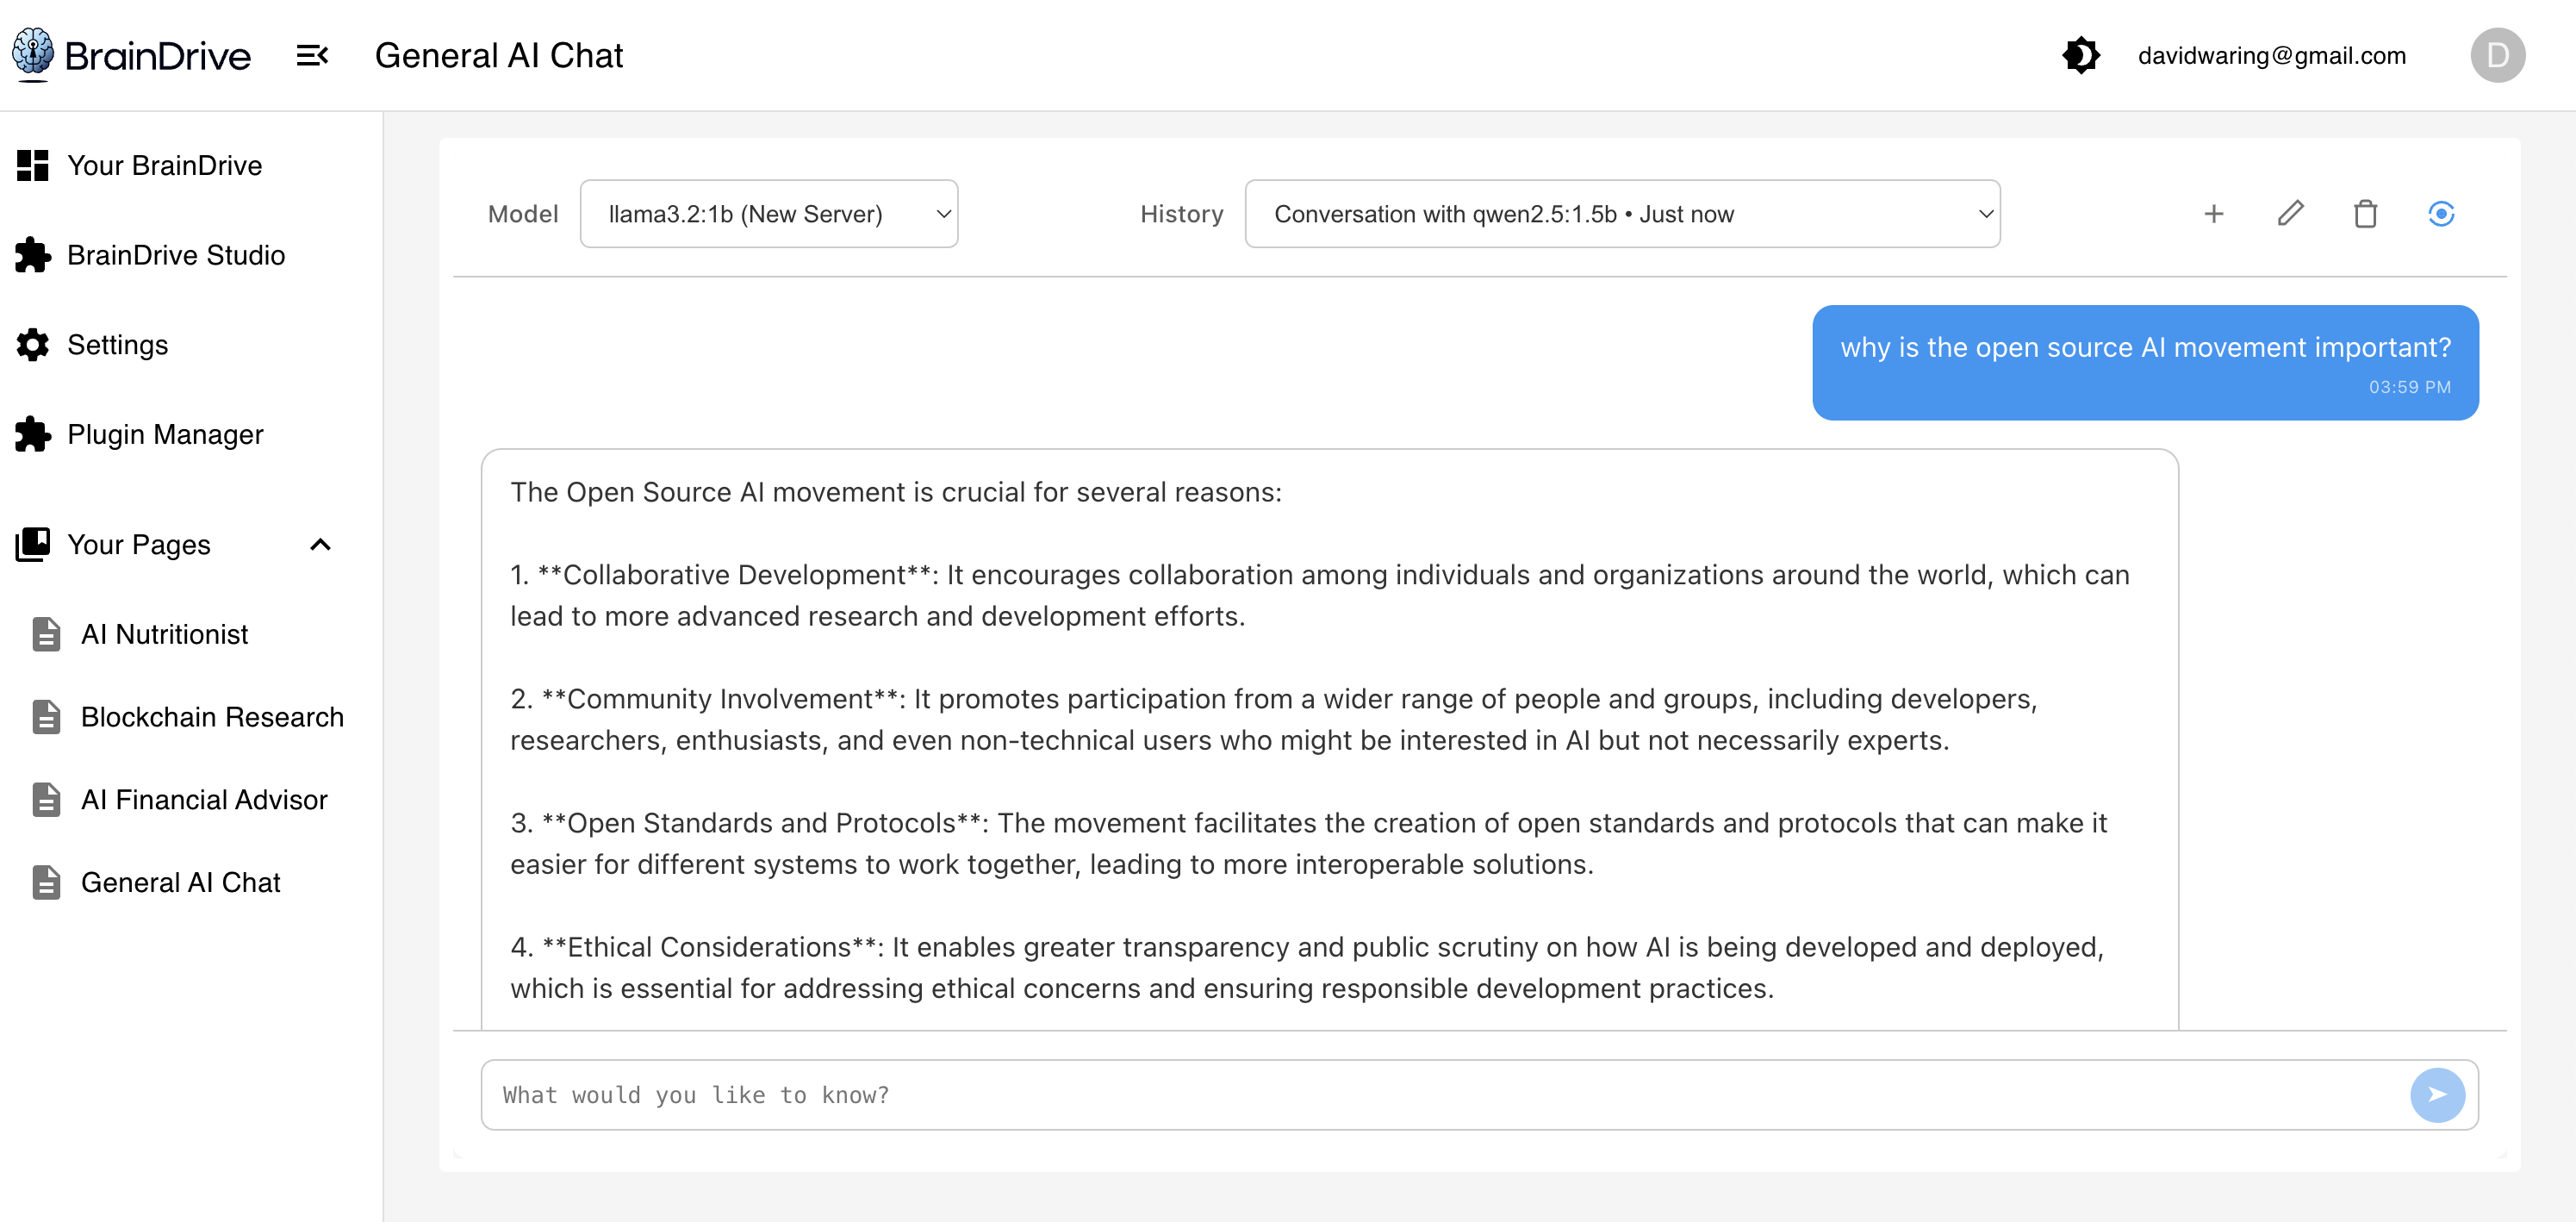 BrainDrive
General AI Chat
davidwaring@gmail.com
D
Your BrainDrive
BrainDrive Studio
Settings
Plugin Manager
Your Pages
AI Nutritionist
Blockchain Research
AI Financial Advisor
General AI Chat
Model
llama3.2:1b (New Server)
History
Conversation with qwen2.5:1.5b • Just now
why is the open source AI movement important?
03:59 PM
The Open Source AI movement is crucial for several reasons:
1. **Collaborative Development**: It encourages collaboration among individuals and organizations around the world, which can
lead to more advanced research and development efforts.
2. **Community Involvement**: It promotes participation from a wider range of people and groups, including developers,
researchers, enthusiasts, and even non-technical users who might be interested in AI but not necessarily experts.
3. **Open Standards and Protocols**: The movement facilitates the creation of open standards and protocols that can make it
easier for different systems to work together, leading to more interoperable solutions.
4. **Ethical Considerations**: It enables greater transparency and public scrutiny on how AI is being developed and deployed,
which is essential for addressing ethical concerns and ensuring responsible development practices.
What would you like to know?